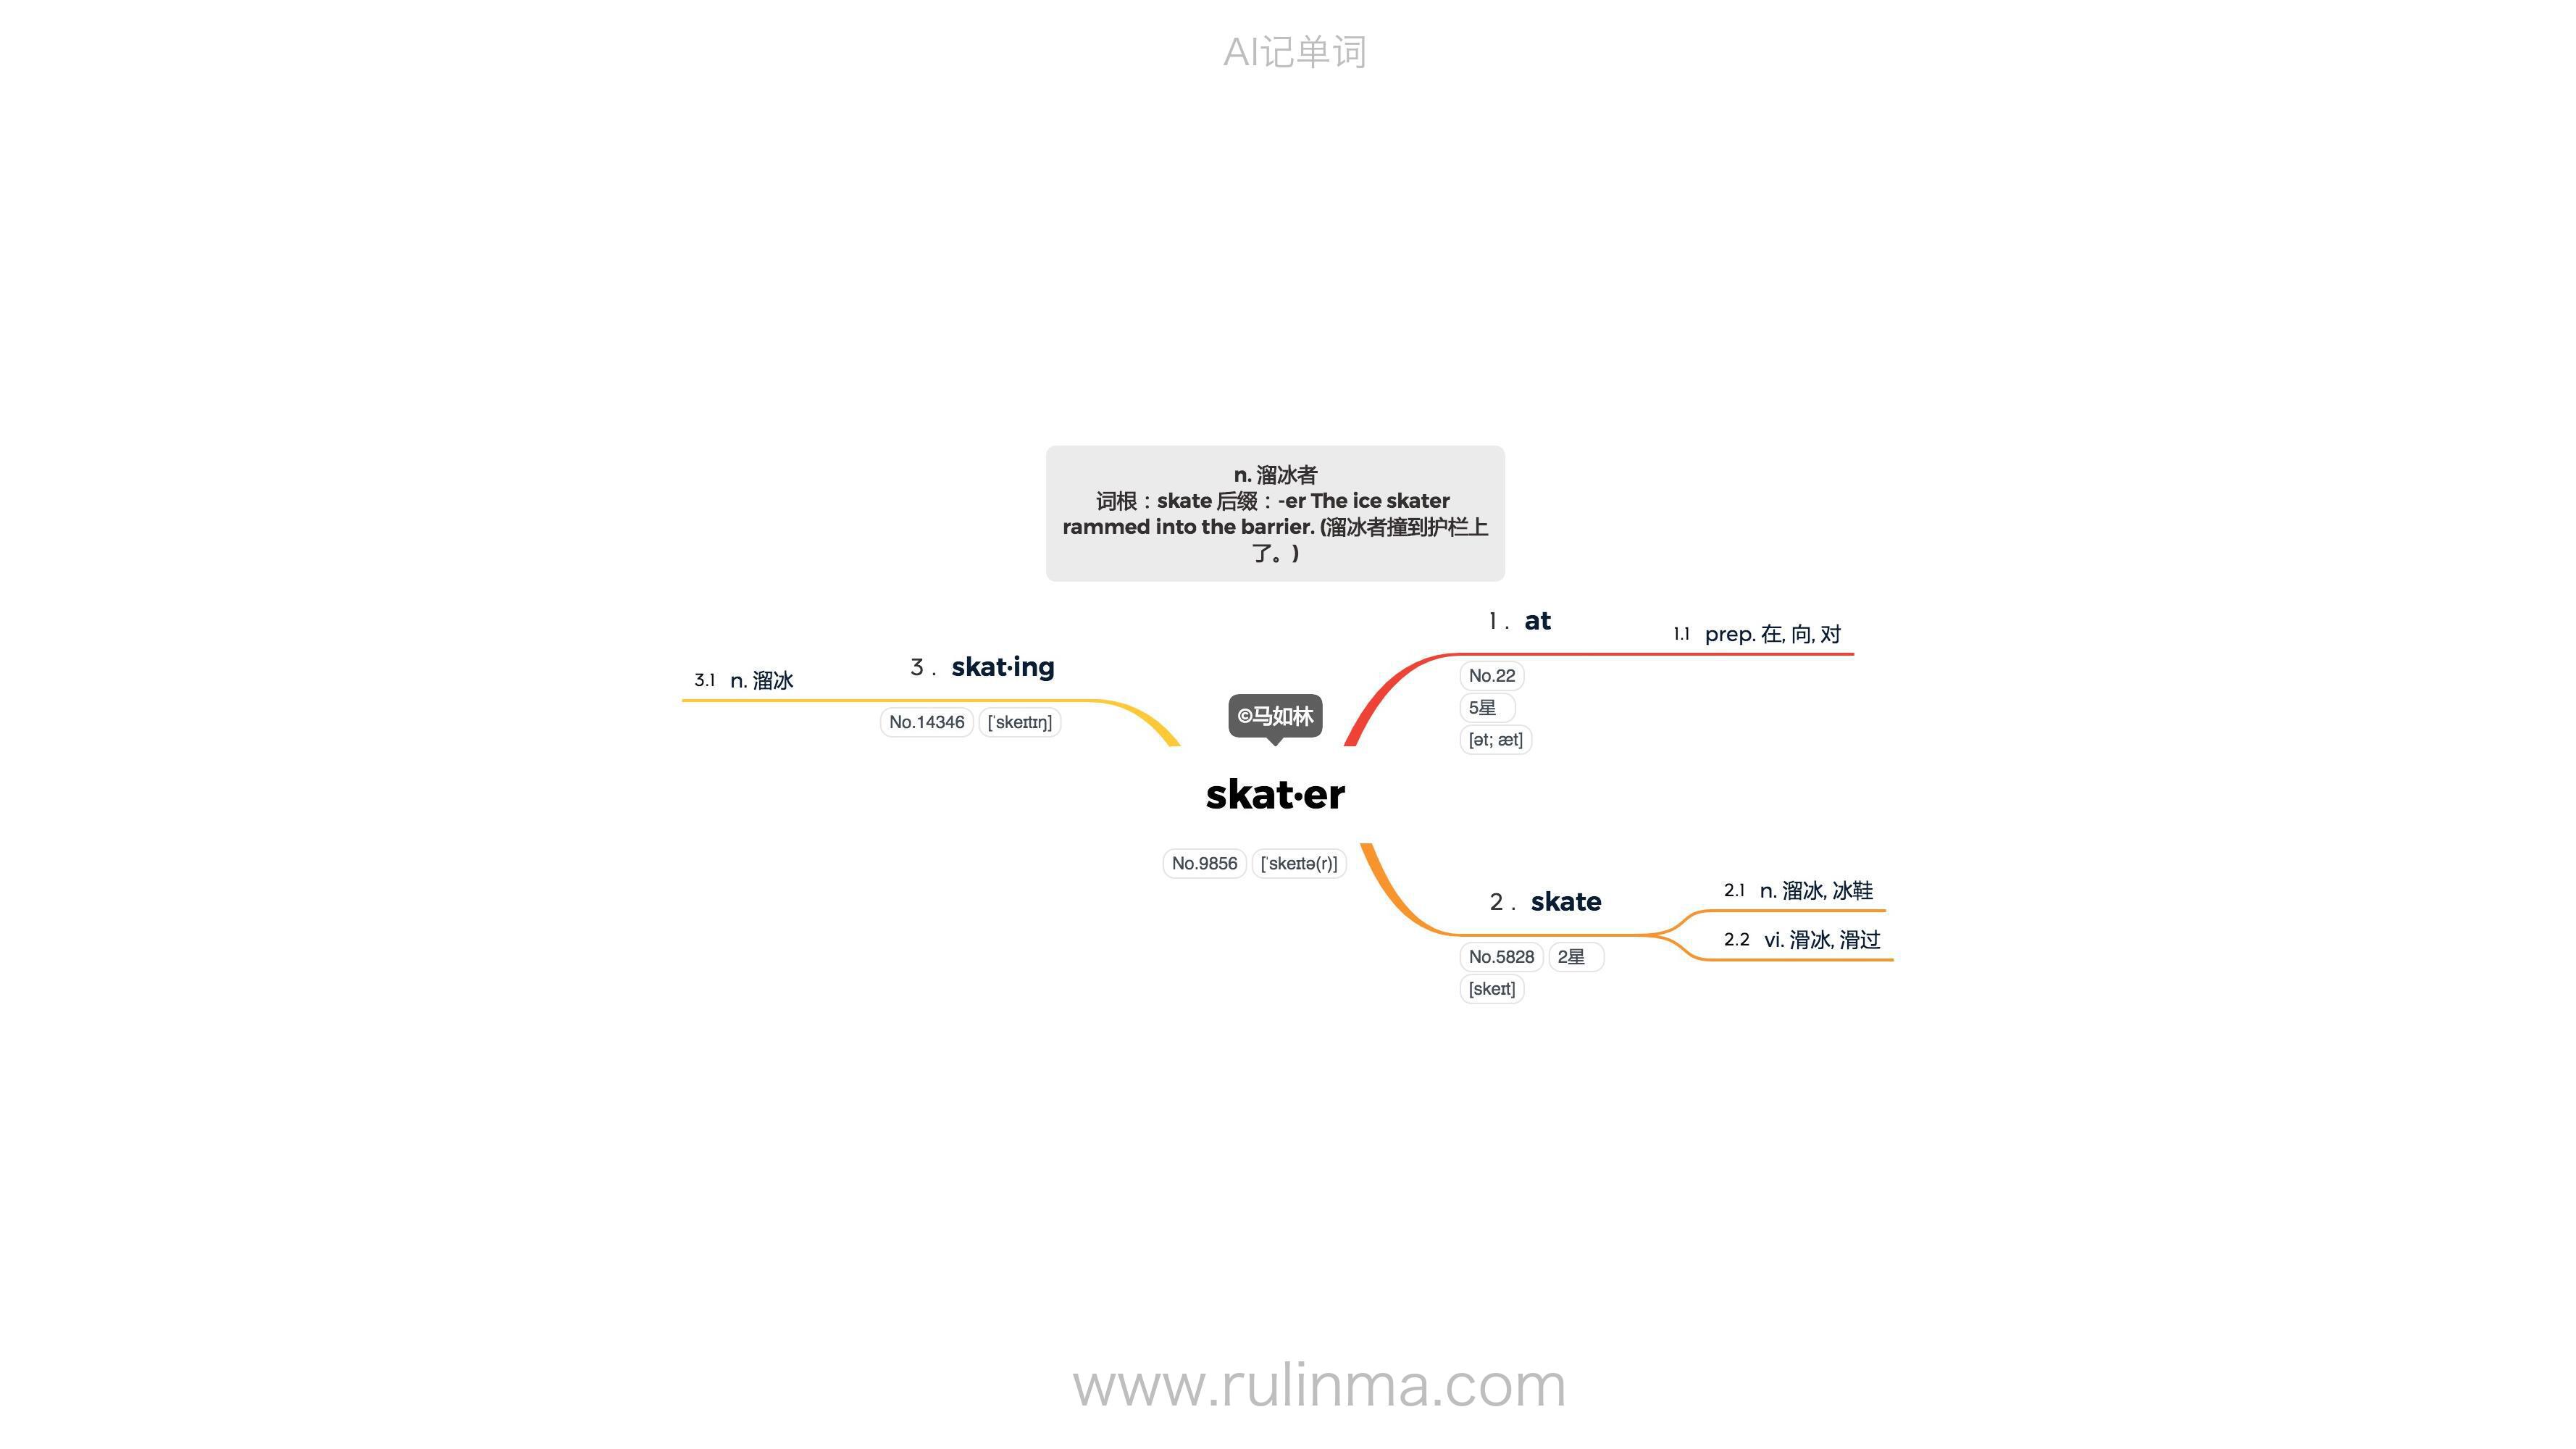 AI记单词
n. 溜冰者
词根：skate 后缀：-er The ice skater
rammed into the barrier. (溜冰者撞到护栏上
了。)
1. at
1.1 prep. 在, 向, 对
No.22
5星
[ət; æt]
3. skat·ing
3.1 n. 溜冰
No.14346 [ˈskeɪtɪŋ]
©马如林
skat·er
No.9856 [ˈskeɪtə(r)]
2. skate
2.1 n. 溜冰, 冰鞋
2.2 vi. 滑冰, 滑过
No.5828 2星
[skeɪt]
www.rulinma.com